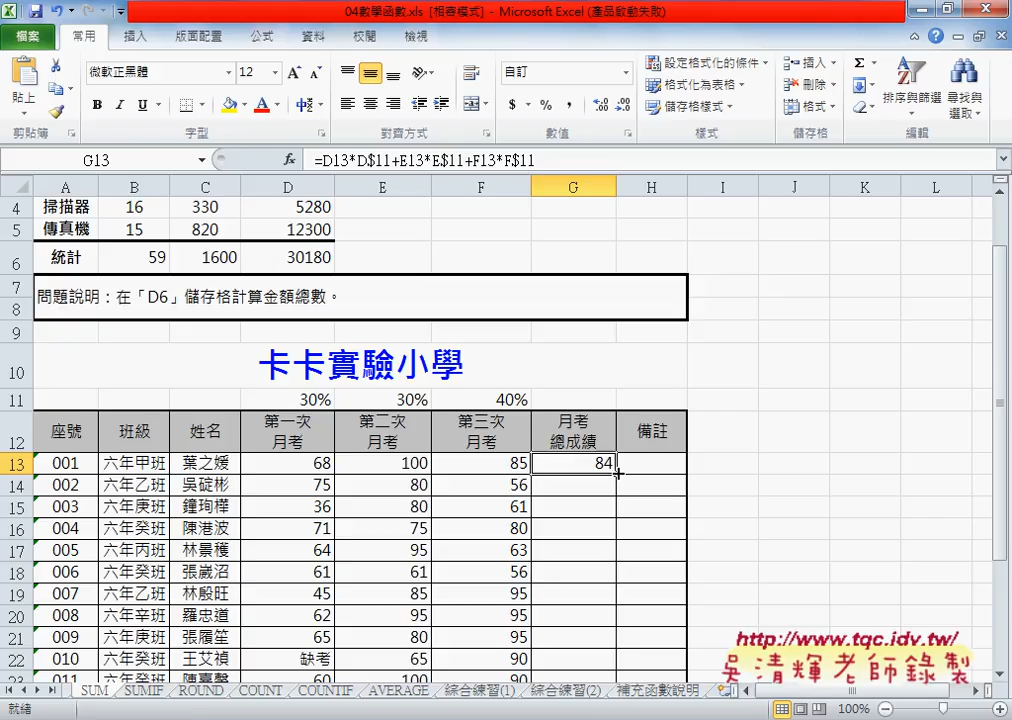 04數學函數.xls [相容模式] - Microsoft Excel (產品啟動失敗)
檔案 常用 插入 版面配置 公式 資料 校閱 檢視
微軟正黑體 12 自訂 設定格式化的條件 插入 Σ
貼上 格式化為表格 刪除 排序與篩選 尋找與選取
B I U $ % , 儲存格樣式 格式
剪貼簿 字型 對齊方式 數值 樣式 儲存格 編輯
G13 fx =D13*D$11+E13*E$11+F13*F$11
A B C D E F G H I J K L
4 掃描器 16 330 5280
5 傳真機 15 820 12300
6 統計 59 1600 30180
7
問題說明：在「D6」儲存格計算金額總數。
8
9
10 卡卡實驗小學
11 30% 30% 40%
12 座號 班級 姓名 第一次月考 第二次月考 第三次月考 月考總成績 備註
13 001 六年甲班 葉之媛 68 100 85 84
14 002 六年乙班 吳碇彬 75 80 56
15 003 六年庚班 鐘珣樺 36 80 61
16 004 六年癸班 陳港波 71 75 80
17 005 六年丙班 林景穫 64 95 63
18 006 六年癸班 張崴沼 61 61 56
19 007 六年乙班 林殷旺 45 85 95
20 008 六年辛班 羅忠道 62 95 95
21 009 六年庚班 張履笙 65 80 95
22 010 六年癸班 王艾禎 缺考 65 90
http://www.tqc.idv.tw/
吳清輝老師錄製
SUM SUMIF ROUND COUNT COUNTIF AVERAGE 綜合練習(1) 綜合練習(2) 補充函數說明
就緒 100%